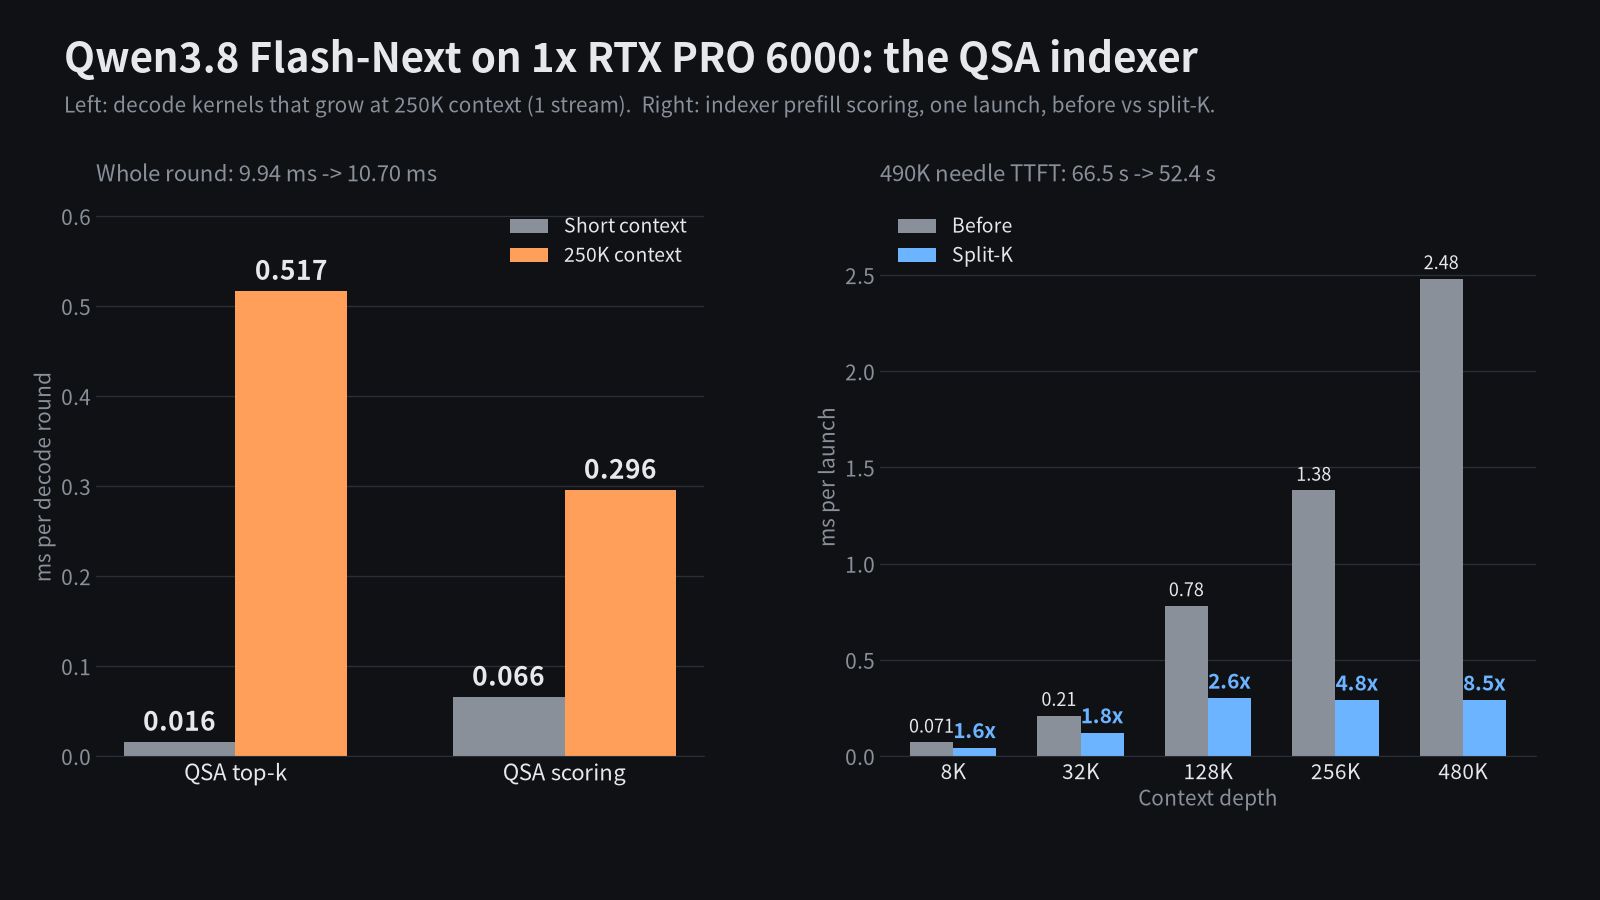 Qwen3.8 Flash-Next on 1x RTX PRO 6000: the QSA indexer
Left: decode kernels that grow at 250K context (1 stream). Right: indexer prefill scoring, one launch, before vs split-K.
Whole round: 9.94 ms -> 10.70 ms
ms per decode round
0.6
0.5
0.4
0.3
0.2
0.1
0.0
Short context
250K context
0.016
0.517
0.066
0.296
QSA top-k
QSA scoring
490K needle TTFT: 66.5 s -> 52.4 s
ms per launch
2.5
2.0
1.5
1.0
0.5
0.0
Before
Split-K
0.071
1.6x
0.21
1.8x
0.78
2.6x
1.38
4.8x
2.48
8.5x
8K
32K
128K
256K
480K
Context depth